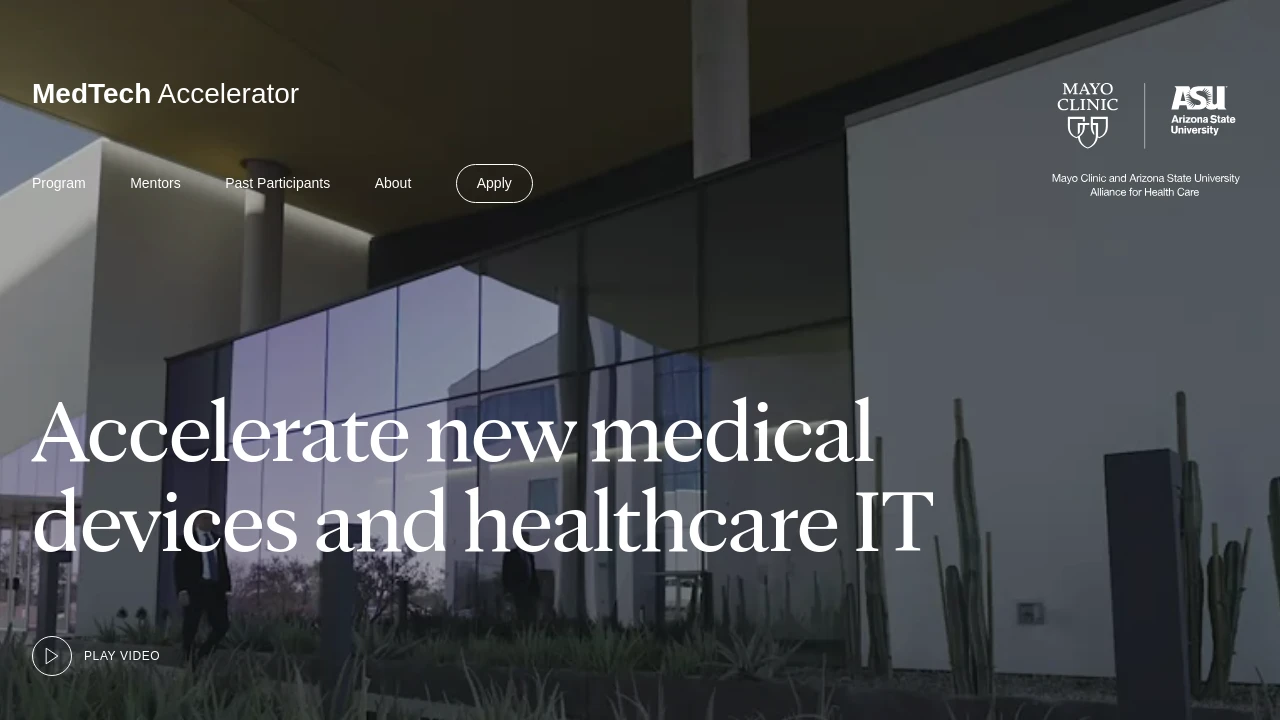 MedTech Accelerator
MAYO
CLINIC
ASU
Arizona State
University
Mayo Clinic and Arizona State University
Alliance for Health Care
Program
Mentors
Past Participants
About
Apply
Accelerate new medical
devices and healthcare IT
PLAY VIDEO